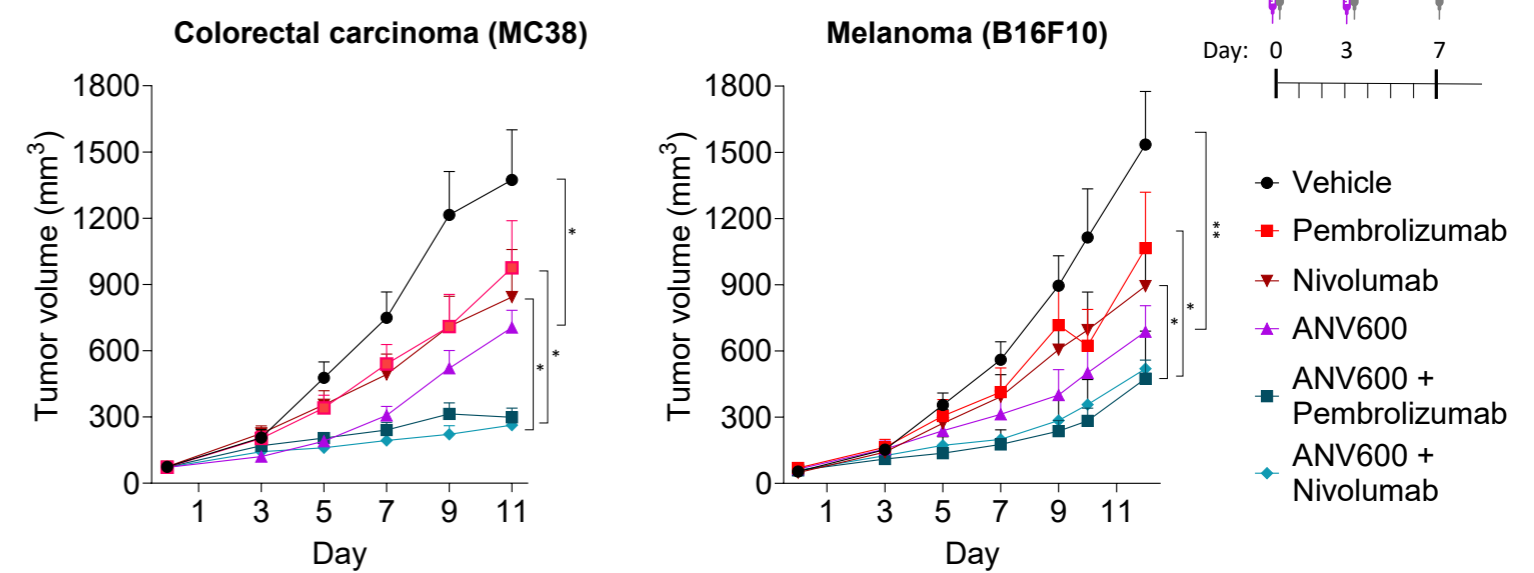 Colorectal carcinoma (MC38)
Tumor volume (mm³)
1800
1500
1200
900
600
300
0
1 3 5 7 9 11
Day
*
*
*
Melanoma (B16F10)
Tumor volume (mm³)
1800
1500
1200
900
600
300
0
1 3 5 7 9 11
Day
**
*
*
Day: 0 3 7
Vehicle
Pembrolizumab
Nivolumab
ANV600
ANV600 +
Pembrolizumab
ANV600 +
Nivolumab